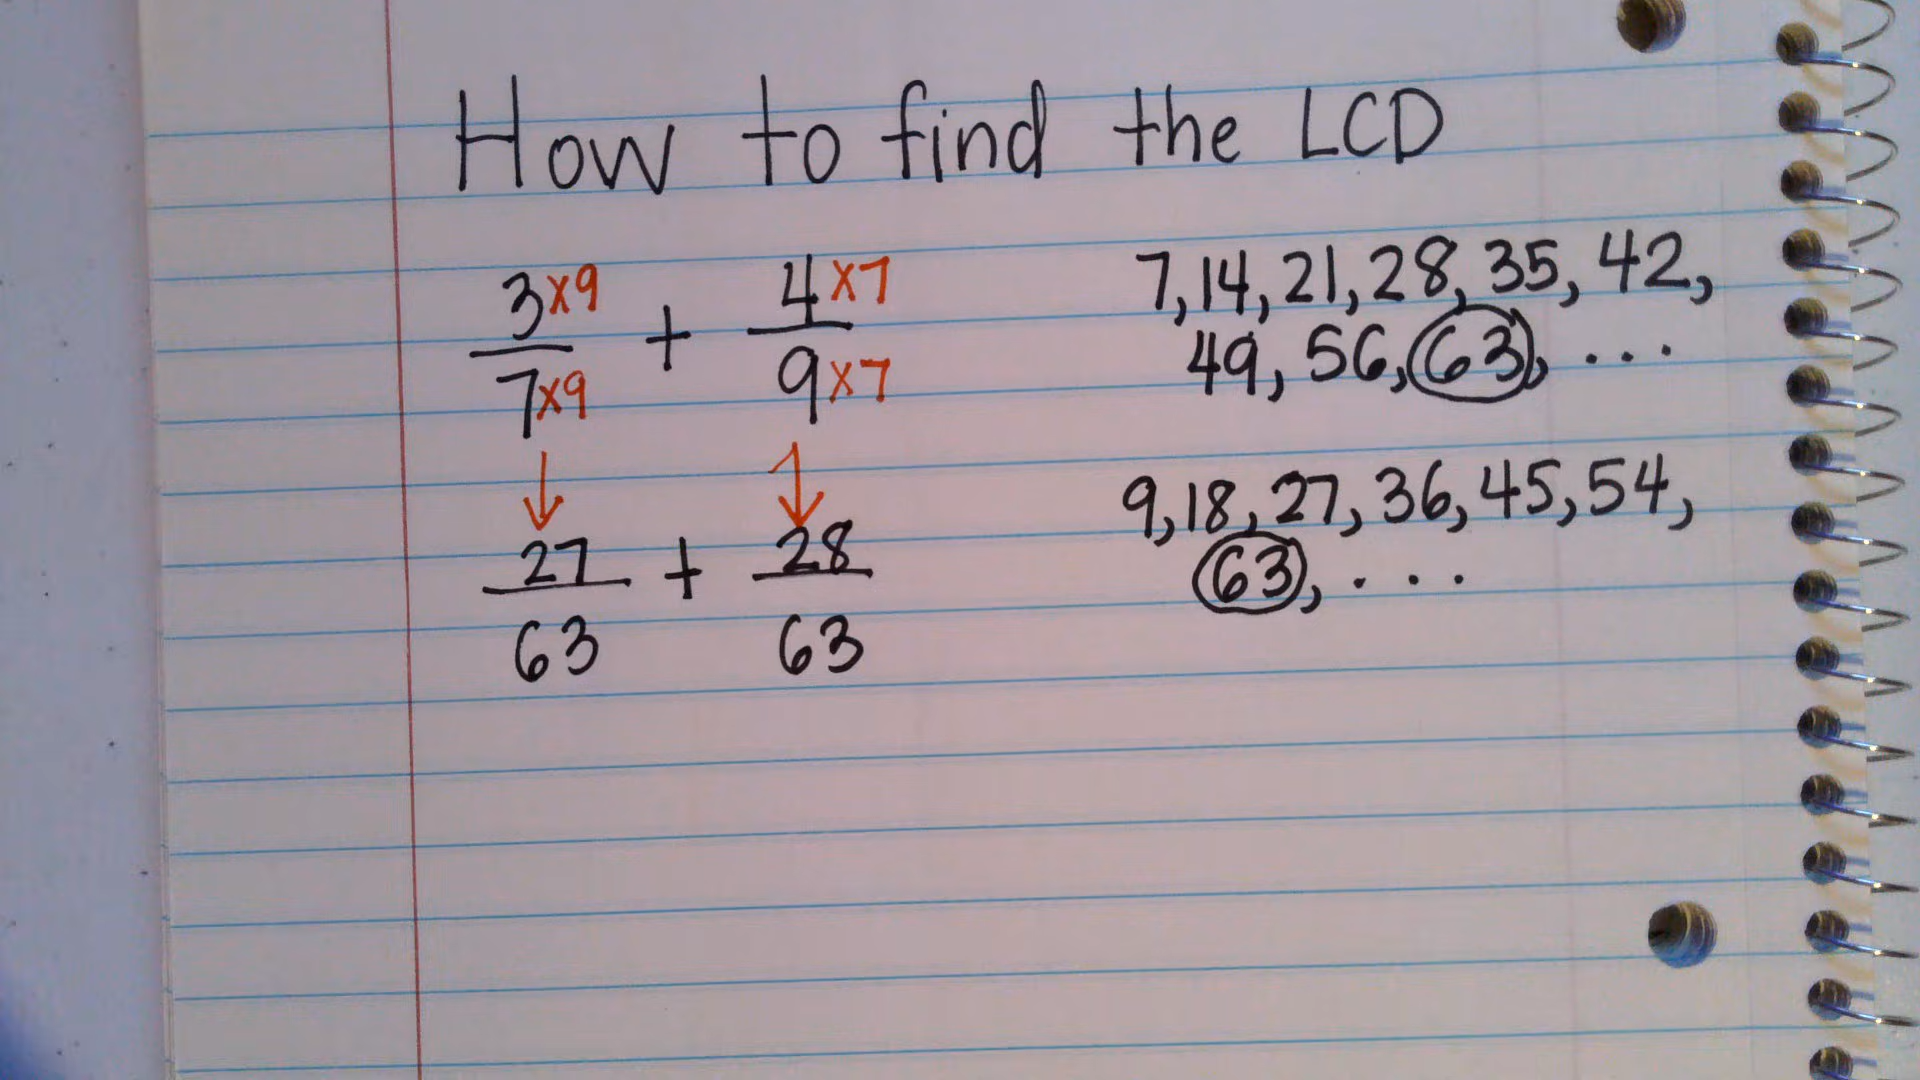 How to find the LCD
3x9 + 4x7
7x9 9x7
27 + 28
63 63
7, 14, 21, 28, 35, 42,
49, 56, 63, ...
9, 18, 27, 36, 45, 54,
63, ....